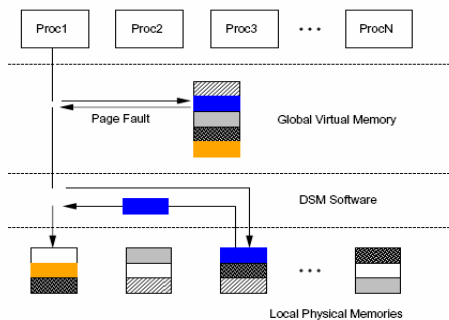 Proc1 Proc2 Proc3 ... ProcN
Page Fault
Global Virtual Memory
DSM Software
Local Physical Memories